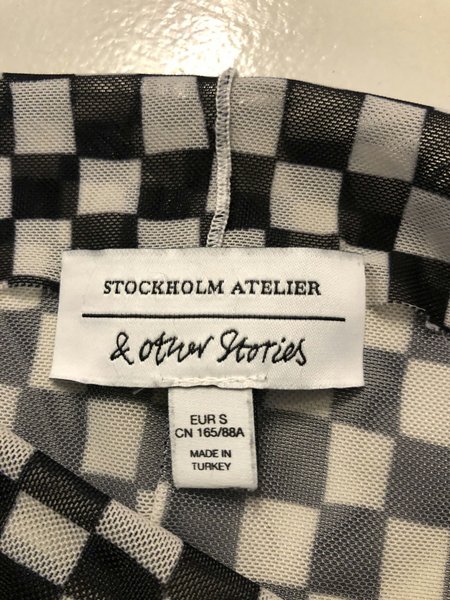 STOCKHOLM ATELIER
& other Stories
EUR S
CN 165/88A
MADE IN
TURKEY